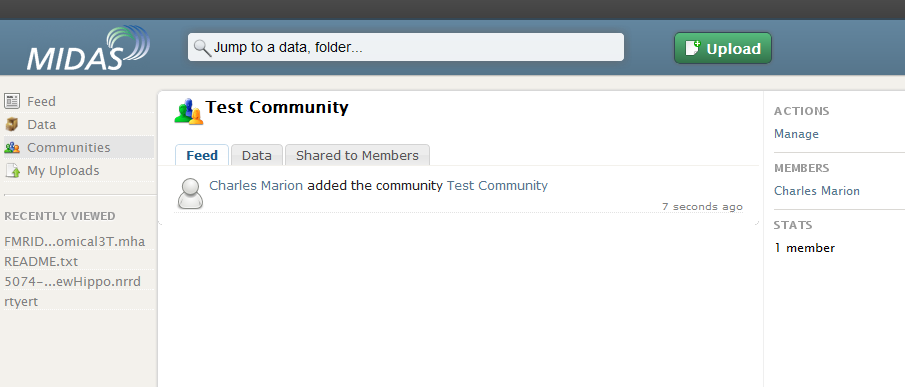 MIDAS
Jump to a data, folder...
Upload
Feed
Data
Communities
My Uploads
RECENTLY VIEWED
FMRID...omical3T.mha
README.txt
5074-...ewHippo.nrrd
rtyert
Test Community
Feed Data Shared to Members
Charles Marion added the community Test Community
7 seconds ago
ACTIONS
Manage
MEMBERS
Charles Marion
STATS
1 member